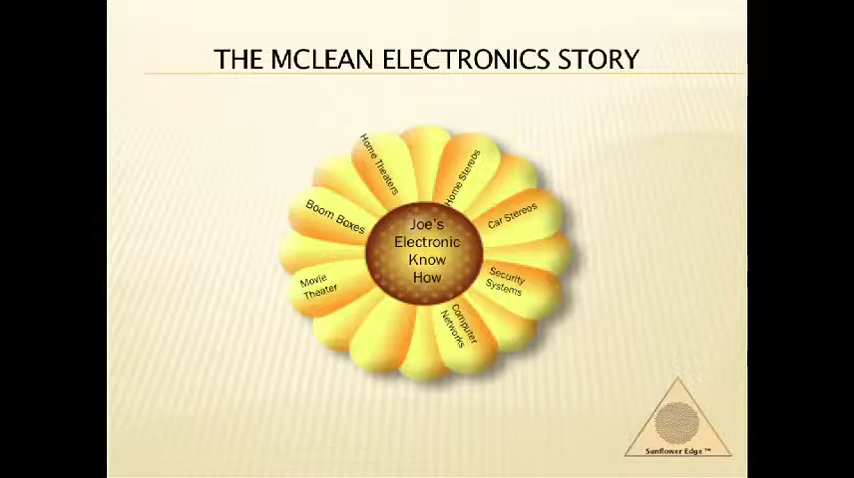 THE MCLEAN ELECTRONICS STORY
Home Theaters
Home Stereos
Boom Boxes
Car Stereos
Joe's
Electronic
Know
How
Movie
Theater
Security
Systems
Computer
Networks
Sunflower Edge™